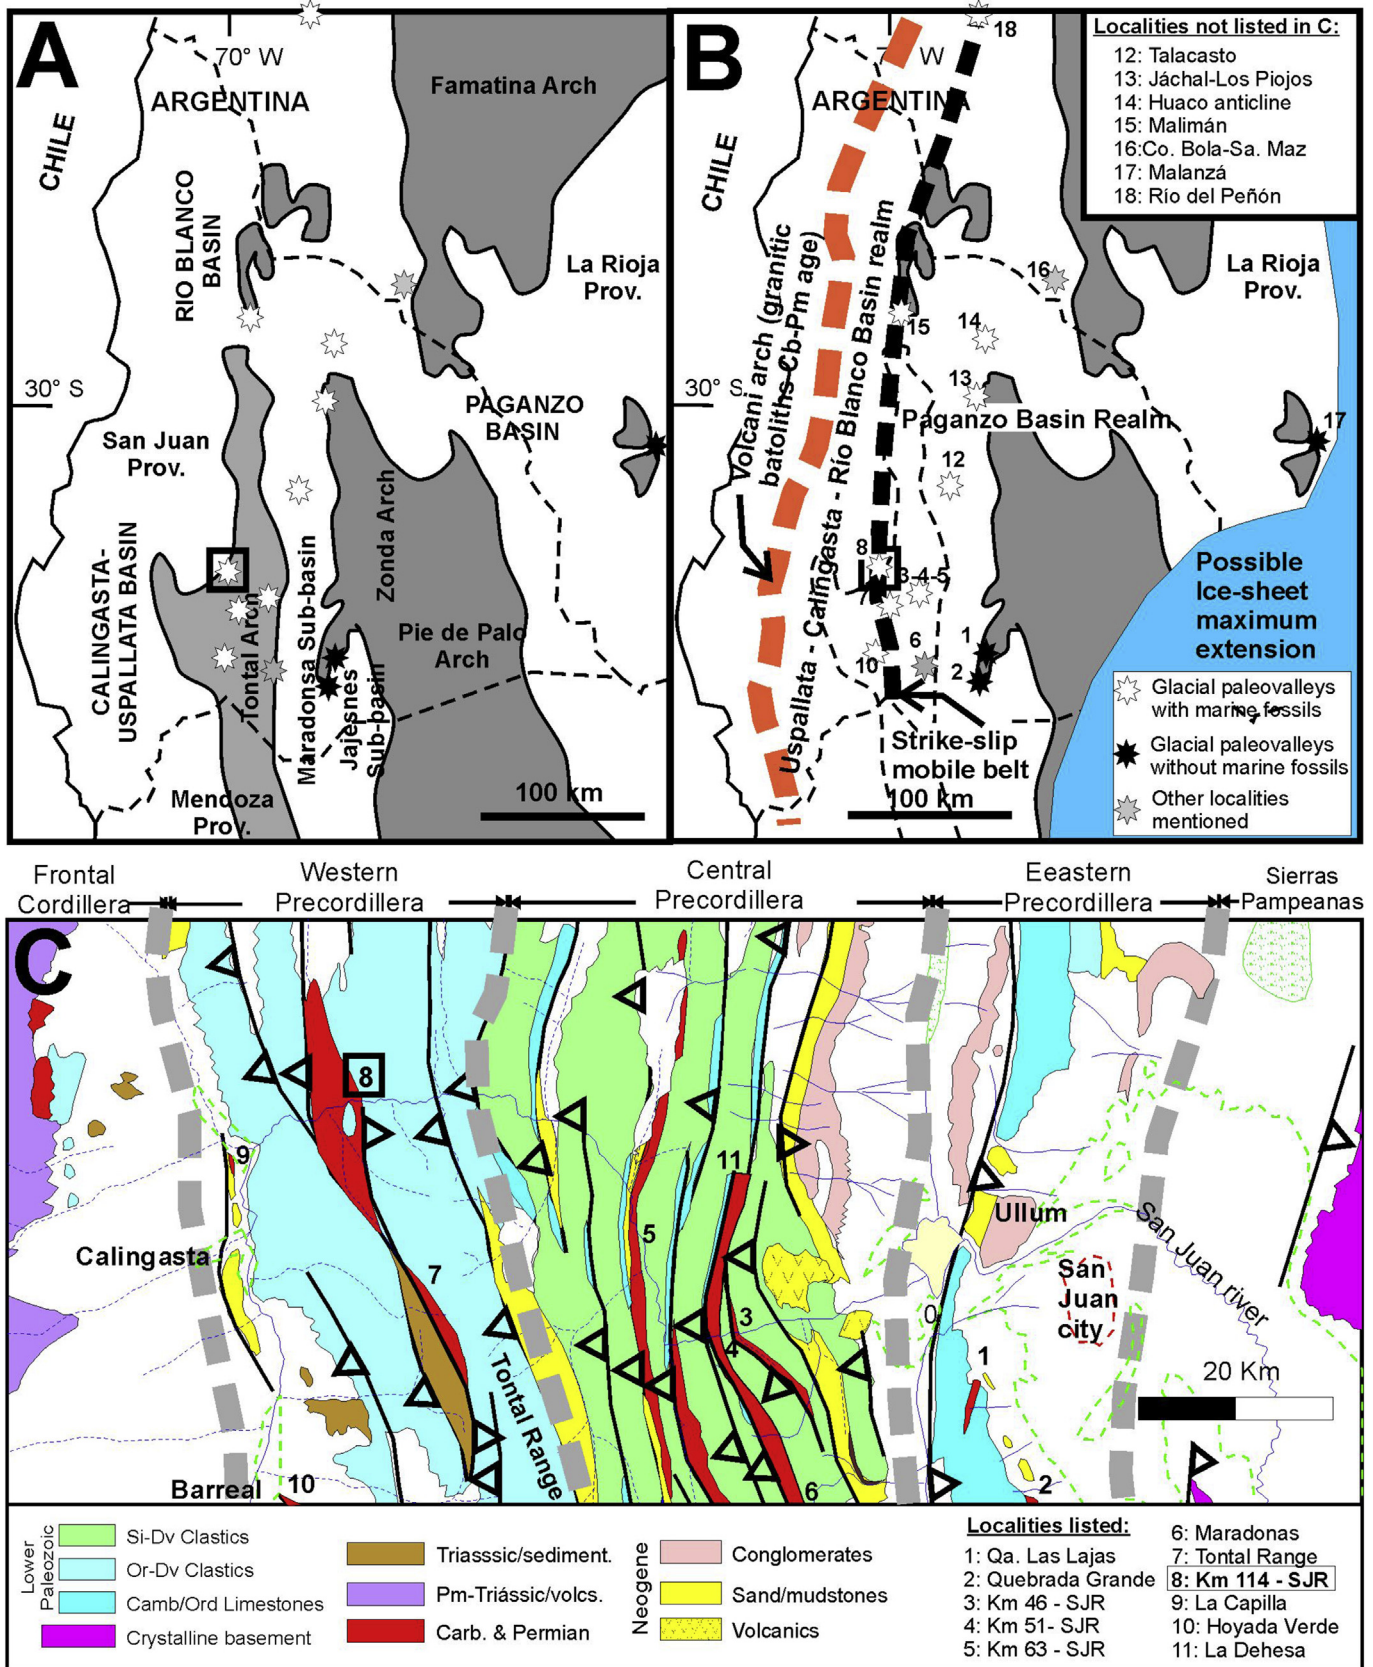 A
70° W
ARGENTINA
CHILE
Famatina Arch
RIO BLANCO
BASIN
La Rioja
Prov.
30° S
San Juan
Prov.
PAGANZO
BASIN
CALINGASTA-
USPALLATA BASIN
Tontal Arch
Maradonsa Sub-basin
Jajesnes
Sub-basin
Zonda Arch
Pie de Palo
Arch
Mendoza
Prov.
100 km
B
W
ARGENTINA
CHILE
18
Localities not listed in C:
12: Talacasto
13: Jáchal-Los Piojos
14: Huaco anticline
15: Malimán
16:Co. Bola-Sa. Maz
17: Malanzá
18: Río del Peñón
Volcani arch (granitic
batoliths Cb-Pm age)
Uspallata - Calingasta - Río Blanco Basin realm
La Rioja
Prov.
16
15
14
13
30° S
Paganzo Basin Realm
17
12
8
3-4-5
7
6
10
1
2
Possible
Ice-sheet
maximum
extension
Strike-slip
mobile belt
100 km
Glacial paleovalleys
with marine fossils
Glacial paleovalleys
without marine fossils
Other localities
mentioned
Frontal
Cordillera
Western
Precordillera
Central
Precordillera
Eeastern
Precordillera
Sierras
Pampeanas
C
8
9
11
5
Ullum
San Juan river
Calingasta
7
San
Juan
city
3
4
0
1
20 Km
Tontal Range
Barreal
10
6
2
Lower
Paleozoic
Si-Dv Clastics
Or-Dv Clastics
Camb/Ord Limestones
Crystalline basement
Triasssic/sediment.
Pm-Triássic/volcs.
Carb. & Permian
Neogene
Conglomerates
Sand/mudstones
Volcanics
Localities listed:
1: Qa. Las Lajas
2: Quebrada Grande
3: Km 46 - SJR
4: Km 51- SJR
5: Km 63 - SJR
6: Maradonas
7: Tontal Range
8: Km 114 - SJR
9: La Capilla
10: Hoyada Verde
11: La Dehesa